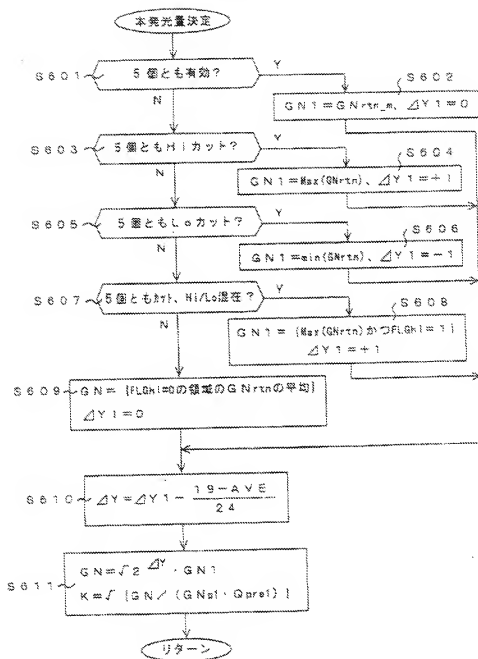 本発光量決定
S601
5個とも有効?
Y
N
S602
GN1=GNrtn_m、⊿Y1=0
S603
5個ともHiカット?
Y
N
S604
GN1=Max(GNrtn)、⊿Y1=+1
S605
5個ともLoカット?
Y
N
S606
GN1=min(GNrtn)、⊿Y1=-1
S607
5個ともカット、Hi/Lo混在?
Y
N
S608
GN1=[Max(GNrtn)かつFLGhi=1]
⊿Y1=+1
S609
GN=[FLGhi=0の領域のGNrtnの平均]
⊿Y1=0
S610
⊿Y=⊿Y1-
19-AVE
24
S611
GN=√2 ⊿Y・GN1
K=√[GN/(GNp1・Qpre1)]
リターン